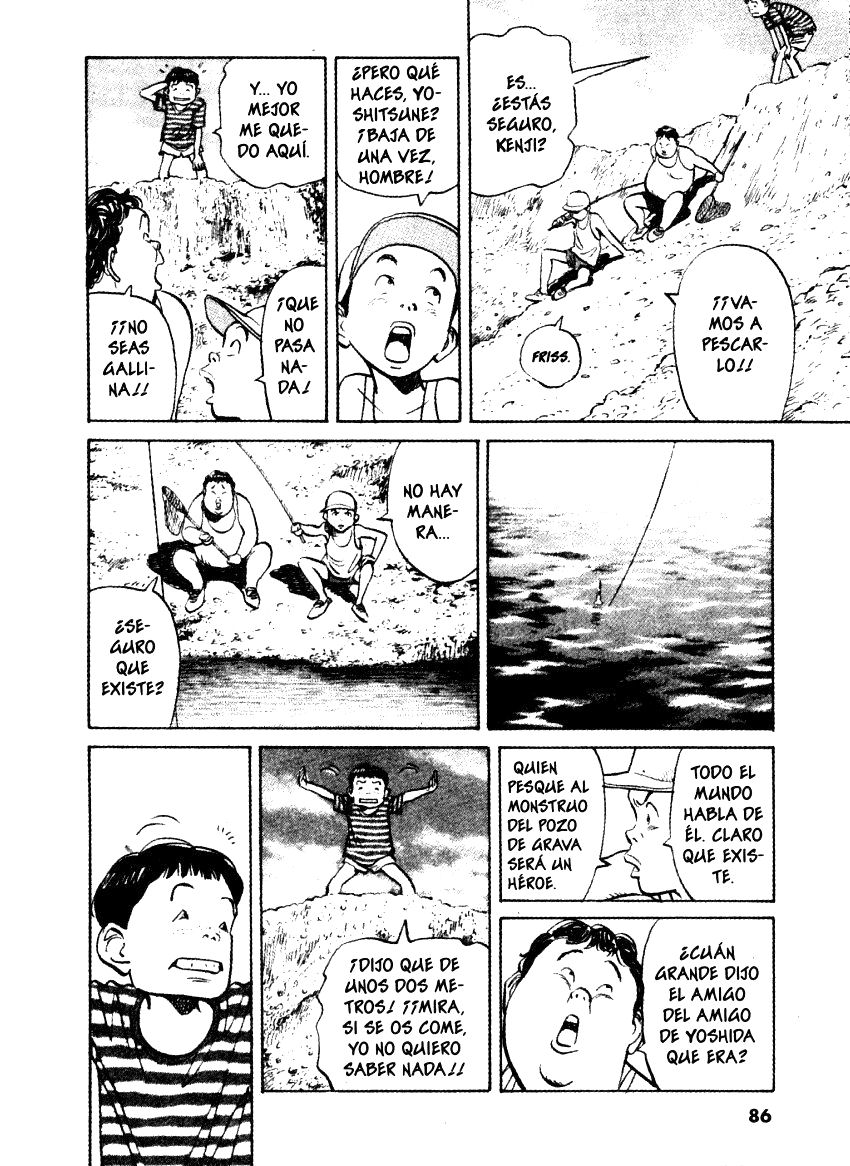 ES...
¿ESTÁS
SEGURO,
KENJI?
¡¡VA-
MOS A
PESCAR-
LO!!
FRISS.
¿PERO QUÉ
HACES, YO-
SHITSUNE?
¡BAJA DE
UNA VEZ,
HOMBRE!
Y... YO
MEJOR
ME QUE-
DO AQUÍ.
¡QUE
NO
PASA
NA-
DA!
¡¡NO
SEAS
GALLI-
NA!!
NO HAY
MANE-
RA...
¿SE-
GURO
QUE
EXISTE?
TODO EL
MUNDO
HABLA DE
ÉL. CLARO
QUE EXIS-
TE.
QUIEN
PESQUE AL
MONSTRUO
DEL POZO
DE GRAVA
SERÁ UN
HÉROE.
¿CUÁN
GRANDE DIJO
EL AMIGO
DEL AMIGO
DE YOSHIDA
QUE ERA?
¡DIJO QUE DE
UNOS DOS ME-
TROS! ¡¡MIRA,
SI SE OS COME,
YO NO QUIERO
SABER NADA!!
86